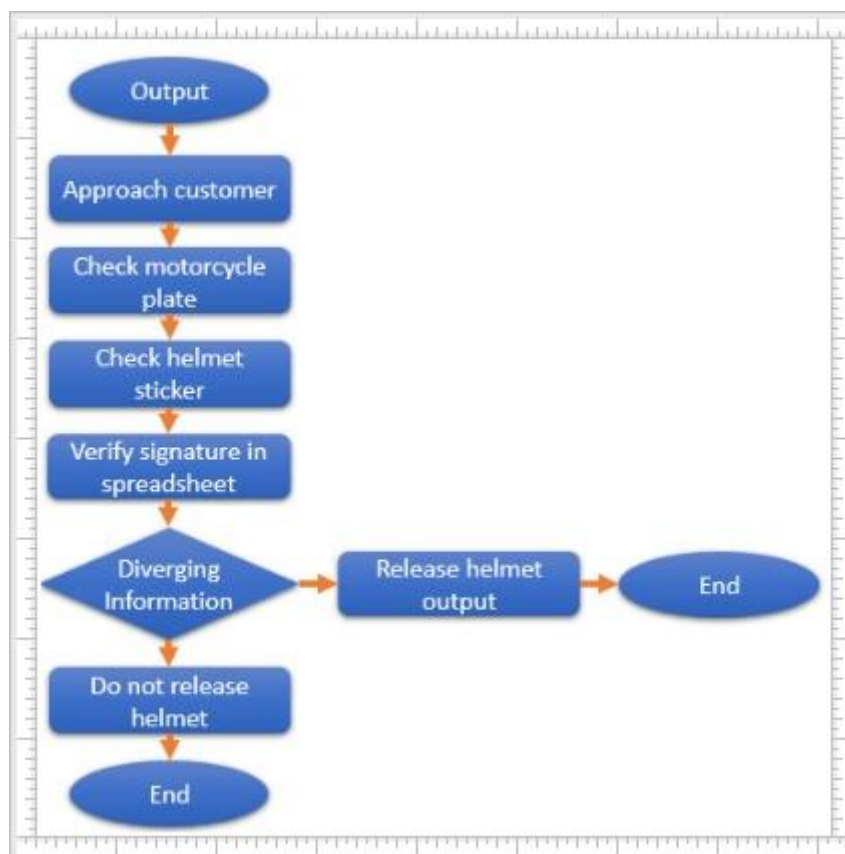 Output
Approach customer
Check motorcycle
plate
Check helmet
sticker
Verify signature in
spreadsheet
Diverging
Information
Release helmet
output
End
Do not release
helmet
End